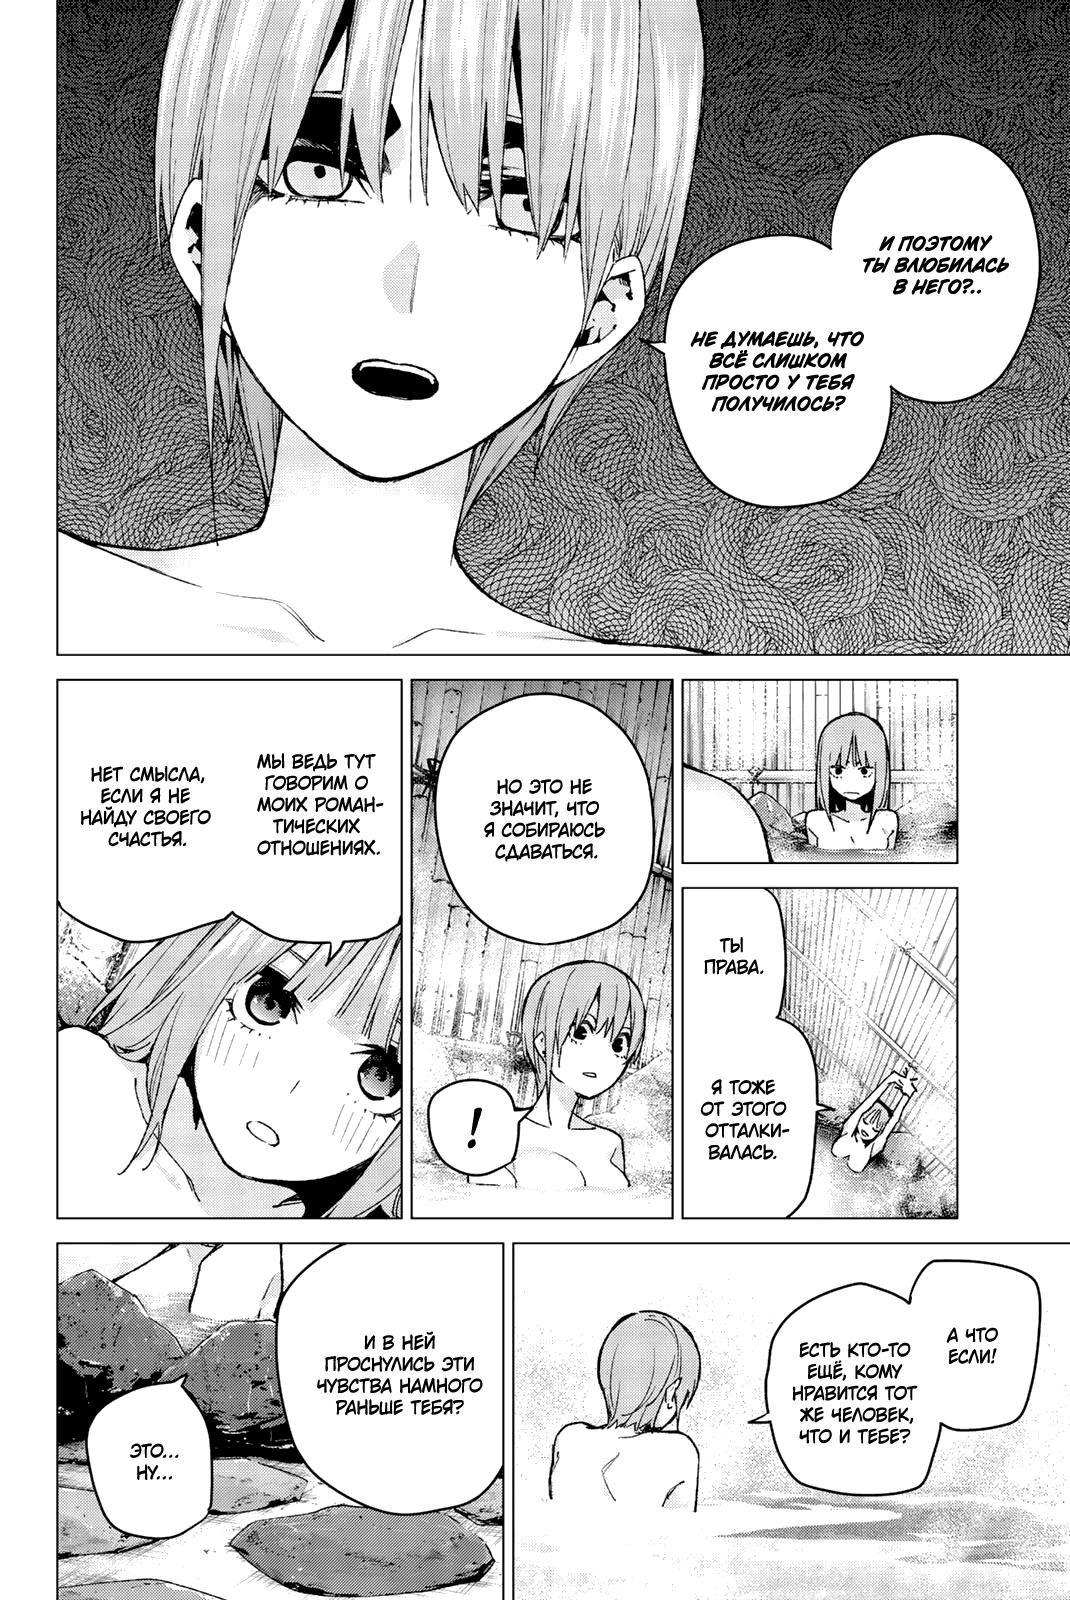 И ПОЭТОМУ
ТЫ ВЛЮБИЛАСЬ
В НЕГО?..
НЕ ДУМАЕШЬ, ЧТО
ВСЁ СЛИШКОМ
ПРОСТО У ТЕБЯ
ПОЛУЧИЛОСЬ?
ТЫ
ПРАВА.
Я ТОЖЕ
ОТ ЭТОГО
ОТТАЛКИ-
ВАЛАСЬ.
НО ЭТО НЕ
ЗНАЧИТ, ЧТО
Я СОБИРАЮСЬ
СДАВАТЬСЯ.
!
МЫ ВЕДЬ ТУТ
ГОВОРИМ О
МОИХ РОМАН-
ТИЧЕСКИХ
ОТНОШЕНИЯХ.
НЕТ СМЫСЛА,
ЕСЛИ Я НЕ
НАЙДУ СВОЕГО
СЧАСТЬЯ.
А ЧТО
ЕСЛИ!
ЕСТЬ КТО-ТО
ЕЩЁ, КОМУ
НРАВИТСЯ ТОТ
ЖЕ ЧЕЛОВЕК,
ЧТО И ТЕБЕ?
И В НЕЙ
ПРОСНУЛИСЬ ЭТИ
ЧУВСТВА НАМНОГО
РАНЬШЕ ТЕБЯ?
ЭТО...
НУ...